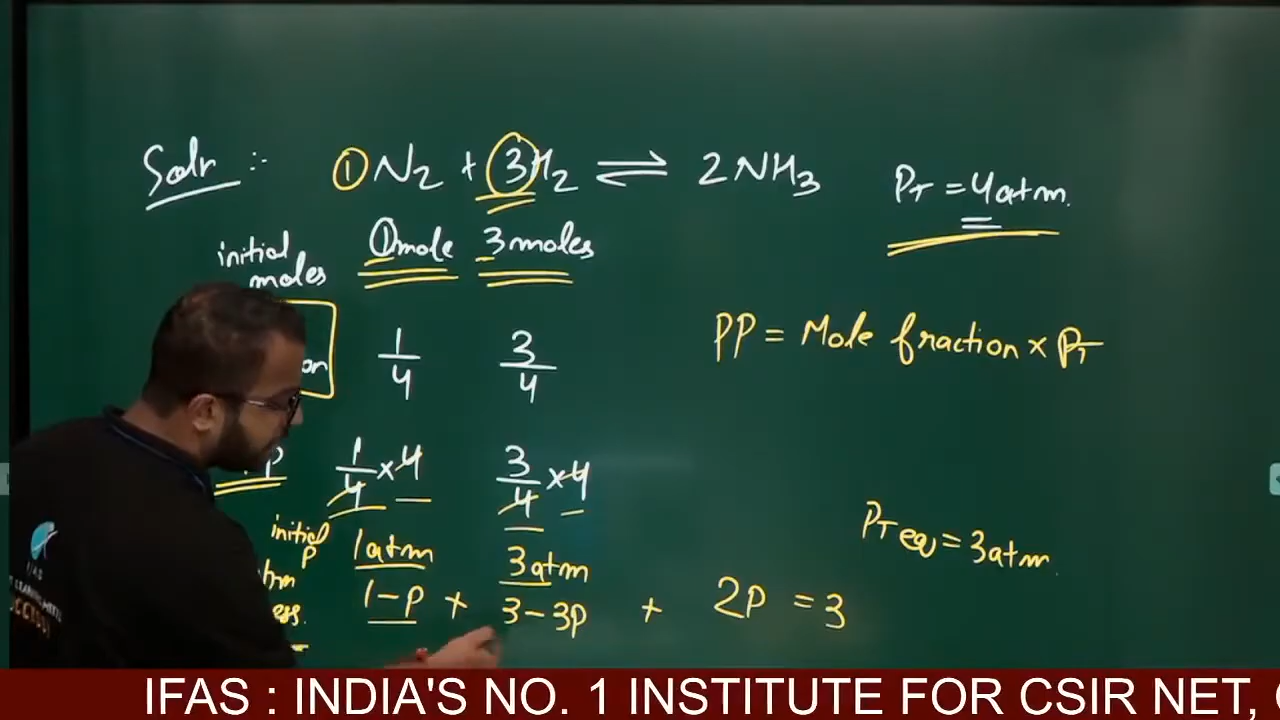 Soln :- ①N2 + 3H2 ⇌ 2NH3
PT = 4atm.
initial moles 1mole 3moles
on 1/4 3/4
PP = Mole fraction × PT
P 1/4 × 4 3/4 × 4
initial P 1atm 3atm
PT eq = 3atm.
1-P + 3-3P + 2P = 3
IFAS : INDIA'S NO. 1 INSTITUTE FOR CSIR NET,